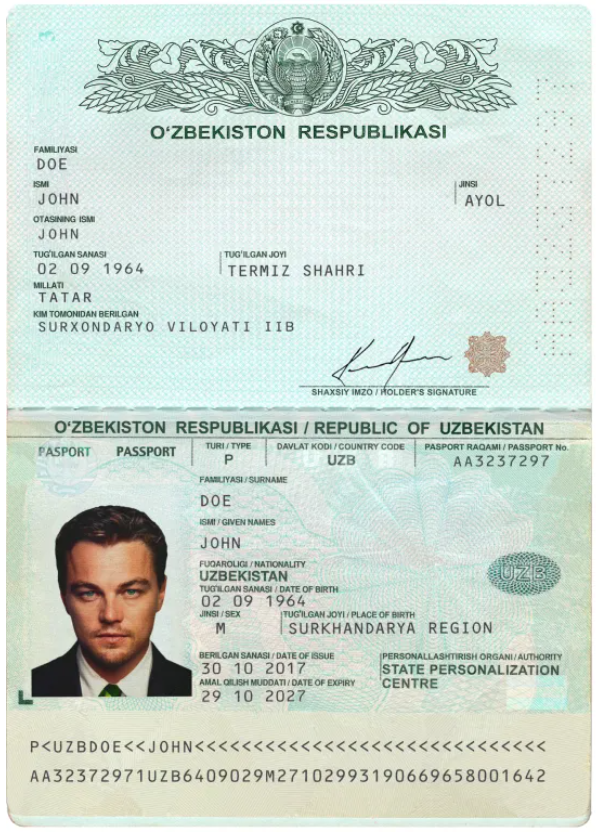 O‘ZBEKISTON RESPUBLIKASI
FAMILIYASI
DOE
ISMI
JOHN
JINSI
AYOL
OTASINING ISMI
JOHN
TUG'ILGAN SANASI
02 09 1964
TUG'ILGAN JOYI
TERMIZ SHAHRI
MILLATI
TATAR
KIM TOMONIDAN BERILGAN
SURXONDARYO VILOYATI IIB
SHAXSIY IMZO / HOLDER'S SIGNATURE
O‘ZBEKISTON RESPUBLIKASI / REPUBLIC OF UZBEKISTAN
PASPORT PASSPORT
TURI / TYPE
P
DAVLAT KODI / COUNTRY CODE
UZB
PASPORT RAQAMI / PASSPORT No.
AA3237297
FAMILIYASI / SURNAME
DOE
ISMI / GIVEN NAMES
JOHN
FUQAROLIGI / NATIONALITY
UZBEKISTAN
UZB
TUG'ILGAN SANASI / DATE OF BIRTH
02 09 1964
JINSI / SEX
M
TUG'ILGAN JOYI / PLACE OF BIRTH
SURKHANDARYA REGION
BERILGAN SANASI / DATE OF ISSUE
30 10 2017
PERSONALLASHTIRISH ORGANI / AUTHORITY
STATE PERSONALIZATION
CENTRE
AMAL QILISH MUDDATI / DATE OF EXPIRY
29 10 2027
P<UZBDOE<<JOHN<<<<<<<<<<<<<<<<<<<<<<<<<<<<<<
AA32372971UZB6409029M27102993190669658001642